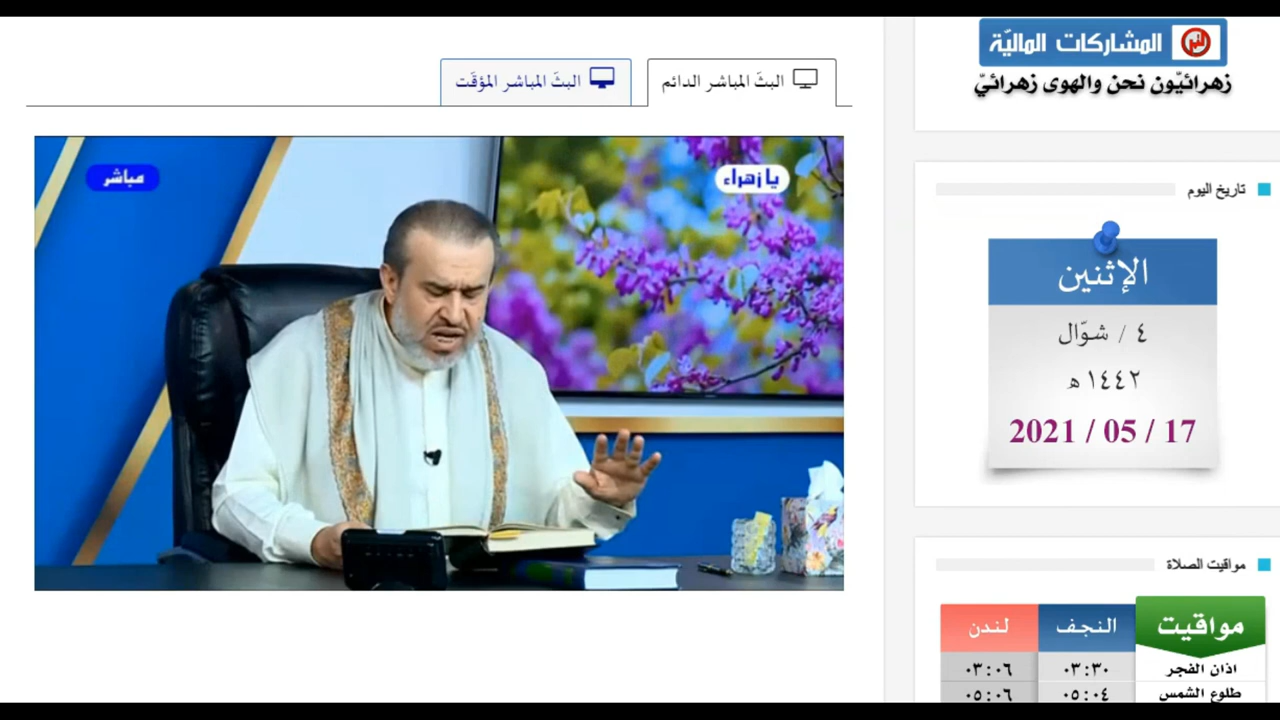 المشاركات الماليّة
زهرائيّون نحن والهوى زهرائيّ
البثّ المباشر الدائم
البثّ المباشر المؤقّت
مباشر
يا زهراء
تاريخ اليوم
الإثنين
٤ / شوّال
١٤٤٢ ه
2021 / 05 / 17
مواقيت الصلاة
مواقيت النجف لندن
اذان الفجر ٠٣:٣٠ ٠٣:٠٦
طلوع الشمس ٠٥:٠٤ ٠٥:٠٦